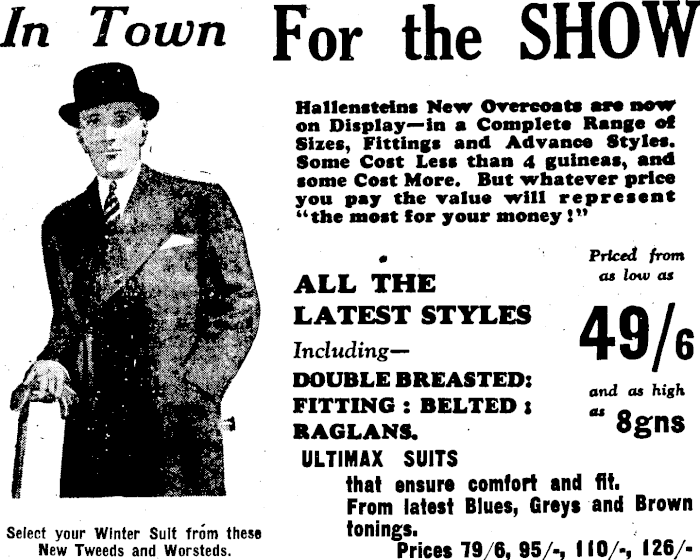 In Town For the SHOW
Hallensteins New Overcoats are now
on Display—in a Complete Range of
Sizes, Fittings and Advance Styles.
Some Cost Less than 4 guineas, and
some Cost More. But whatever price
you pay the value will represent
"the most for your money!"
ALL THE
LATEST STYLES
Including—
DOUBLE BREASTED:
FITTING : BELTED :
RAGLANS.
Priced from
as low as
49/6
and as high
as 8gns
ULTIMAX SUITS
that ensure comfort and fit.
From latest Blues, Greys and Brown
tonings.
Prices 79/6, 95/-, 110/-, 126/-
Select your Winter Suit from these
New Tweeds and Worsteds.